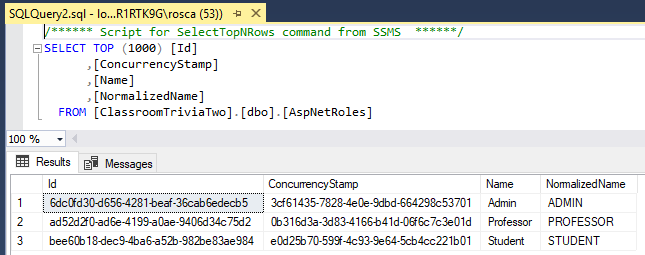 SQLQuery2.sql - lo...R1RTK9G\rosca (53))
/****** Script for SelectTopNRows command from SSMS ******/
SELECT TOP (1000) [Id]
,[ConcurrencyStamp]
,[Name]
,[NormalizedName]
FROM [ClassroomTriviaTwo].[dbo].[AspNetRoles]
100 %
Results Messages
Id ConcurrencyStamp Name NormalizedName
1 6dc0fd30-d656-4281-beaf-36cab6edecb5 3cf61435-7828-4e0e-9dbd-664298c53701 Admin ADMIN
2 ad52d2f0-ad6e-4199-a0ae-9406d34c75d2 0b316d3a-3d83-4166-b41d-06f6c7c3e01d Professor PROFESSOR
3 bee60b18-dec9-4ba6-a52b-982be83ae984 e0d25b70-599f-4c93-9e64-5cb4cc221b01 Student STUDENT